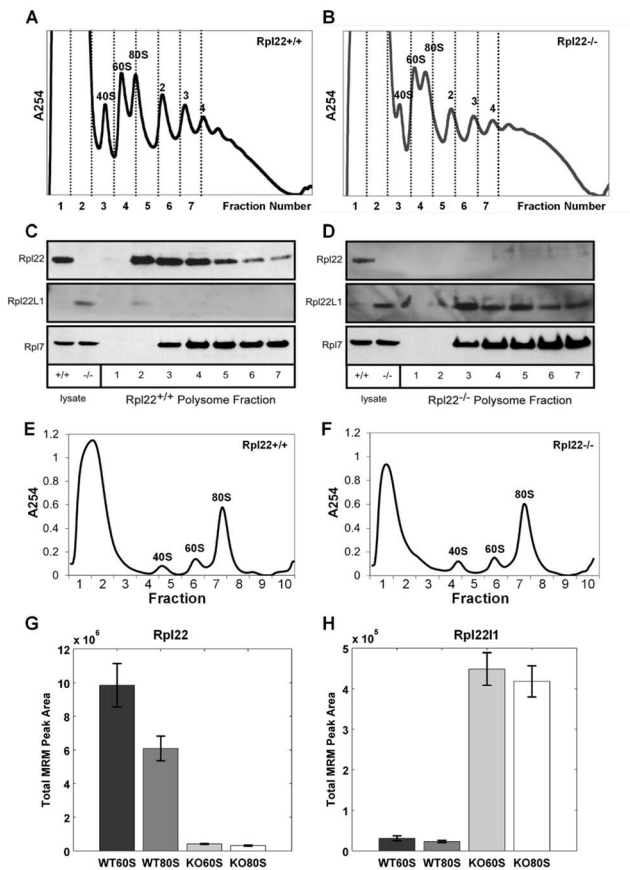 A
Rpl22+/+
A254
40S
60S
80S
2
3
4
1 2 3 4 5 6 7 Fraction Number
B
Rpl22-/-
A254
40S
60S
80S
2
3
4
1 2 3 4 5 6 7 Fraction Number
C
Rpl22
Rpl22L1
Rpl7
+/+ -/- 1 2 3 4 5 6 7
lysate Rpl22+/+ Polysome Fraction
D
Rpl22
Rpl22L1
Rpl7
+/+ -/- 1 2 3 4 5 6 7
lysate Rpl22-/- Polysome Fraction
E
Rpl22+/+
A254
1.2
1
0.8
0.6
0.4
0.2
0
40S
60S
80S
1 2 3 4 5 6 7 8 9 10
Fraction
F
Rpl22-/-
A254
1.2
1
0.8
0.6
0.4
0.2
0
40S
60S
80S
1 2 3 4 5 6 7 8 9 10
Fraction
G
Rpl22
x 10^6
Total MRM Peak Area
12
10
8
6
4
2
0
WT60S WT80S KO60S KO80S
H
Rpl22l1
x 10^5
Total MRM Peak Area
5
4
3
2
1
0
WT60S WT80S KO60S KO80S